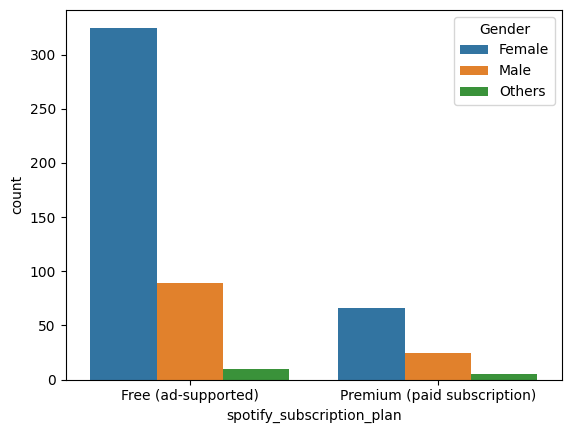 Gender
Female
Male
Others
300
250
200
150
100
50
0
count
Free (ad-supported)
Premium (paid subscription)
spotify_subscription_plan